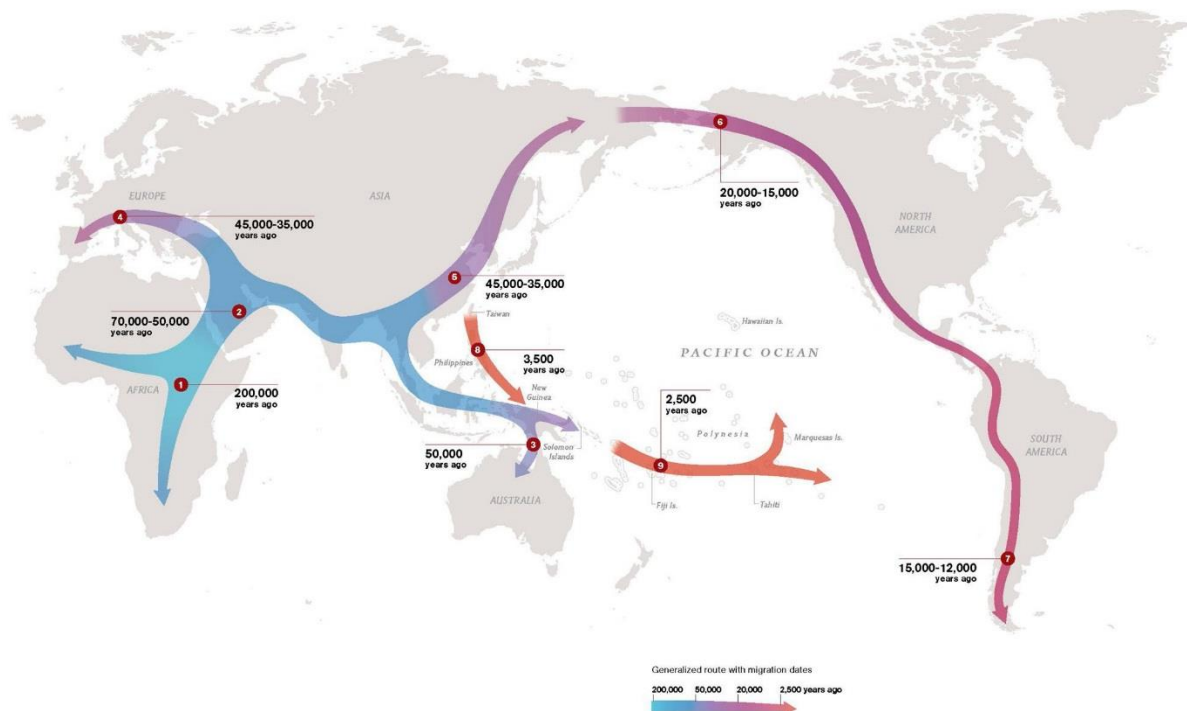 6
20,000-15,000
years ago
EUROPE
ASIA
NORTH
AMERICA
4
45,000-35,000
years ago
5
45,000-35,000
years ago
2
70,000-50,000
years ago
Taiwan
Hawaiian Is.
8
3,500
years ago
Philippines
PACIFIC OCEAN
1
200,000
years ago
AFRICA
New
Guinea
2,500
years ago
Polynesia
Marquesas Is.
3
50,000
years ago
Solomon
Islands
9
SOUTH
AMERICA
AUSTRALIA
Fiji Is.
Tahiti
7
15,000-12,000
years ago
Generalized route with migration dates
200,000 50,000 20,000 2,500 years ago